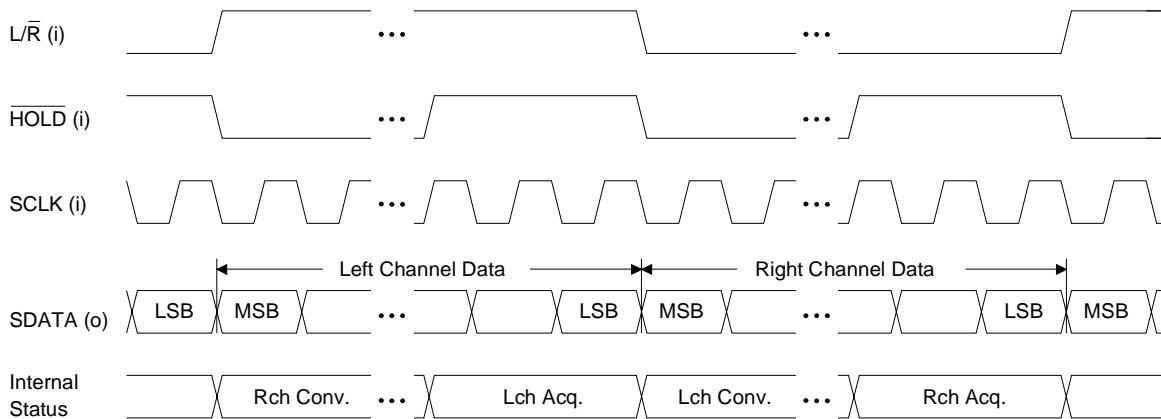 L/R̅ (i)
H̅O̅L̅D̅ (i)
SCLK (i)
Left Channel Data Right Channel Data
SDATA (o) LSB MSB LSB MSB LSB MSB
Internal Status Rch Conv. Lch Acq. Lch Conv. Rch Acq.